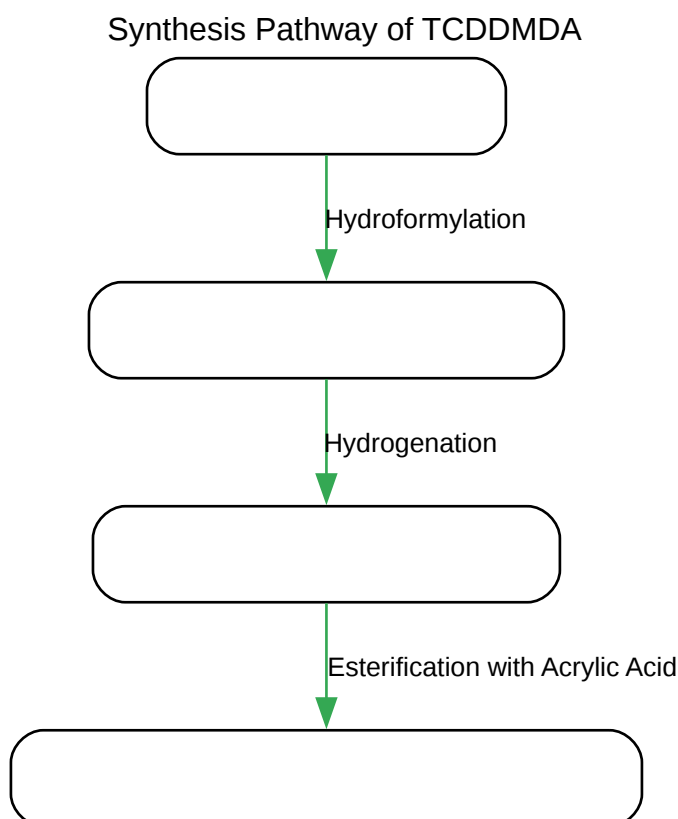 Synthesis Pathway of TCDDMDA
Hydroformylation
Hydrogenation
Esterification with Acrylic Acid